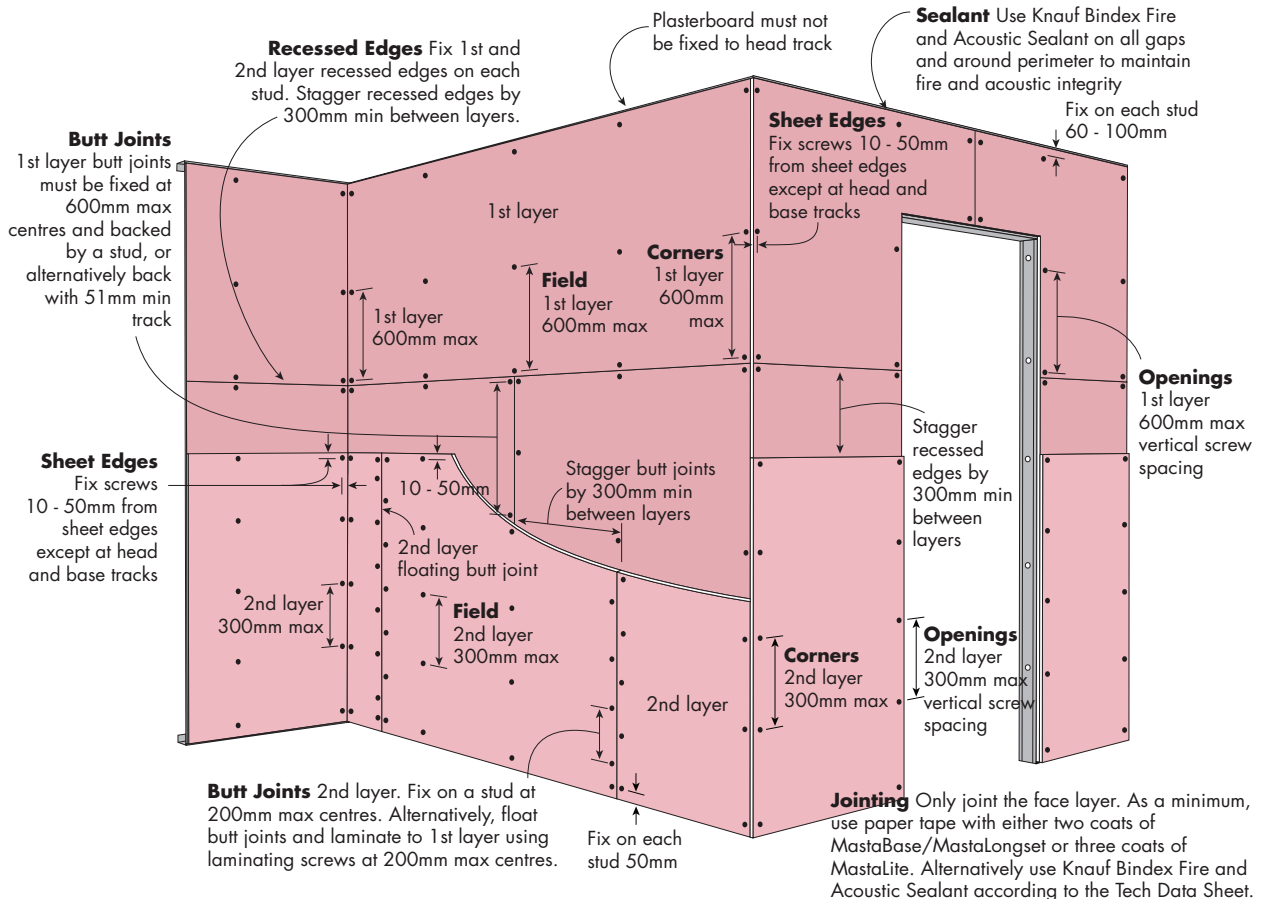 Plasterboard must not
be fixed to head track
Sealant Use Knauf Bindex Fire
and Acoustic Sealant on all gaps
and around perimeter to maintain
fire and acoustic integrity
Recessed Edges Fix 1st and
2nd layer recessed edges on each
stud. Stagger recessed edges by
300mm min between layers.
Fix on each stud
60 - 100mm
Butt Joints
1st layer butt joints
must be fixed at
600mm max
centres and backed
by a stud, or
alternatively back
with 51mm min
track
Sheet Edges
Fix screws 10 - 50mm
from sheet edges
except at head and
base tracks
1st layer
Corners
1st layer
600mm
max
Field
1st layer
600mm max
1st layer
600mm max
Openings
1st layer
600mm max
vertical screw
spacing
Stagger
recessed
edges by
300mm min
between
layers
Sheet Edges
Fix screws
10 - 50mm from
sheet edges
except at head
and base tracks
10 - 50mm
Stagger butt joints
by 300mm min
between layers
2nd layer
floating butt joint
2nd layer
300mm max
Field
2nd layer
300mm max
2nd layer
Corners
2nd layer
300mm max
Openings
2nd layer
300mm max
vertical screw
spacing
Butt Joints 2nd layer. Fix on a stud at
200mm max centres. Alternatively, float
butt joints and laminate to 1st layer using
laminating screws at 200mm max centres.
Fix on each
stud 50mm
Jointing Only joint the face layer. As a minimum,
use paper tape with either two coats of
MastaBase/MastaLongset or three coats of
MastaLite. Alternatively use Knauf Bindex Fire and
Acoustic Sealant according to the Tech Data Sheet.